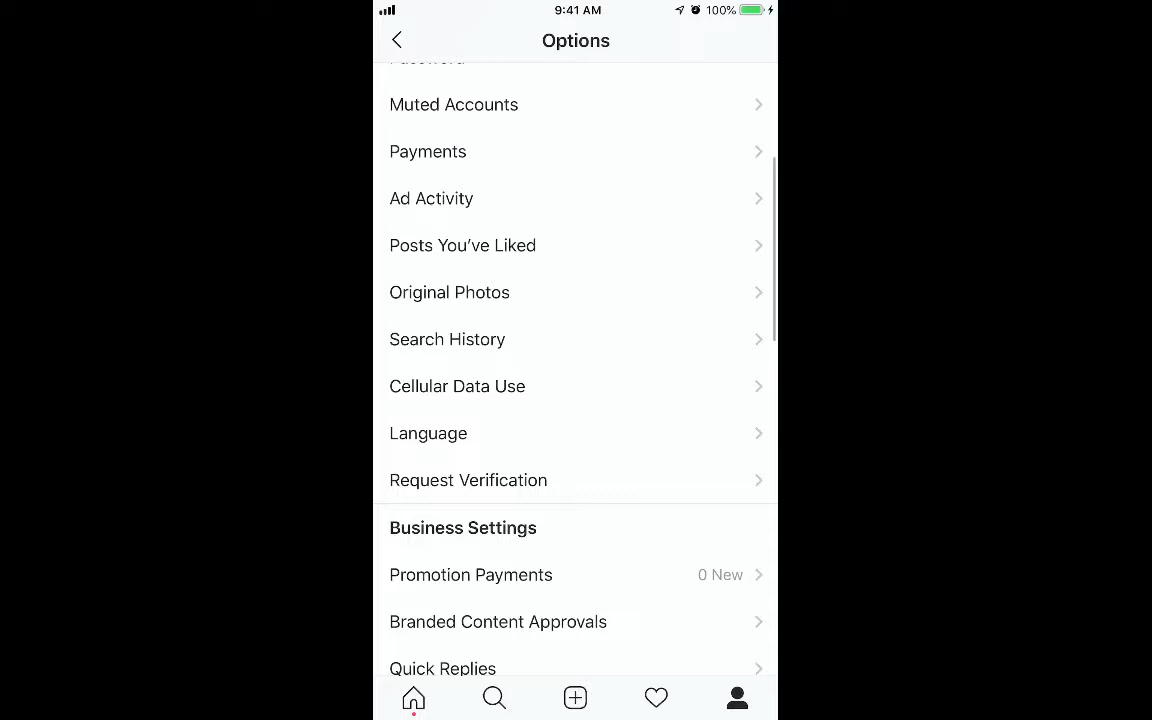 9:41 AM 100%
Options
Password
Muted Accounts
Payments
Ad Activity
Posts You’ve Liked
Original Photos
Search History
Cellular Data Use
Language
Request Verification
Business Settings
Promotion Payments 0 New
Branded Content Approvals
Quick Replies